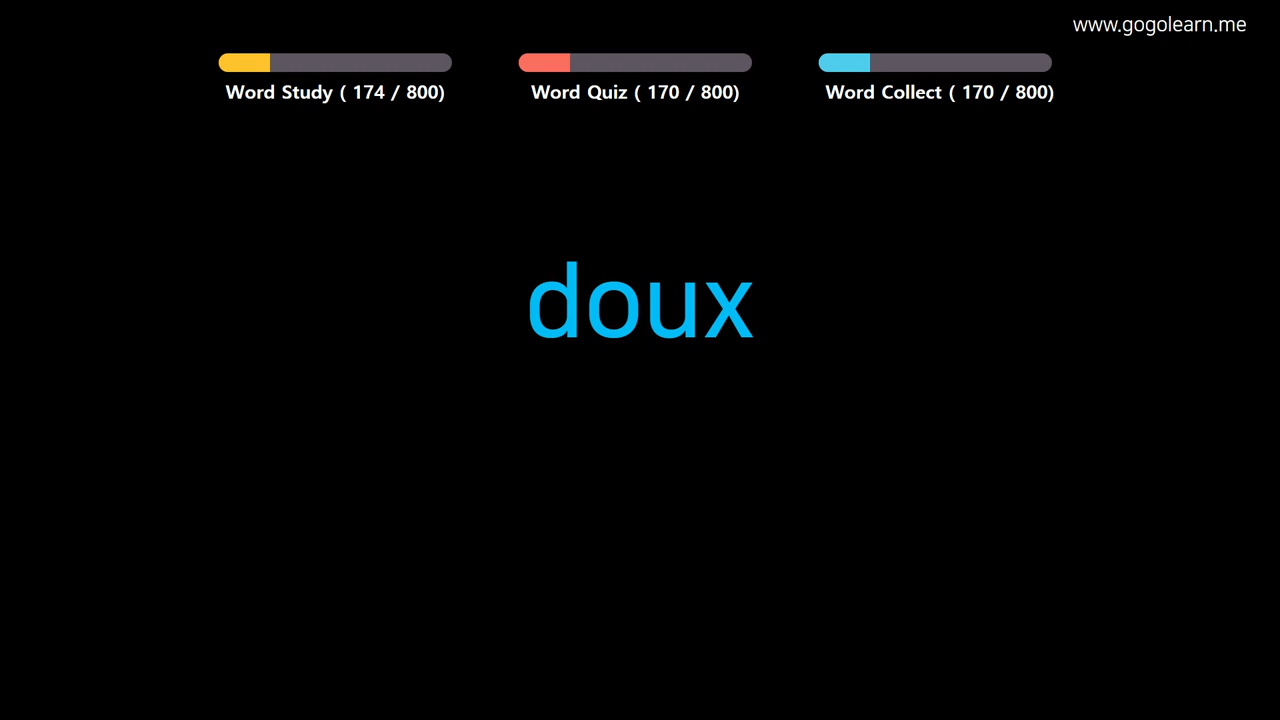 www.gogolearn.me
Word Study ( 174 / 800)
Word Quiz ( 170 / 800)
Word Collect ( 170 / 800)
doux